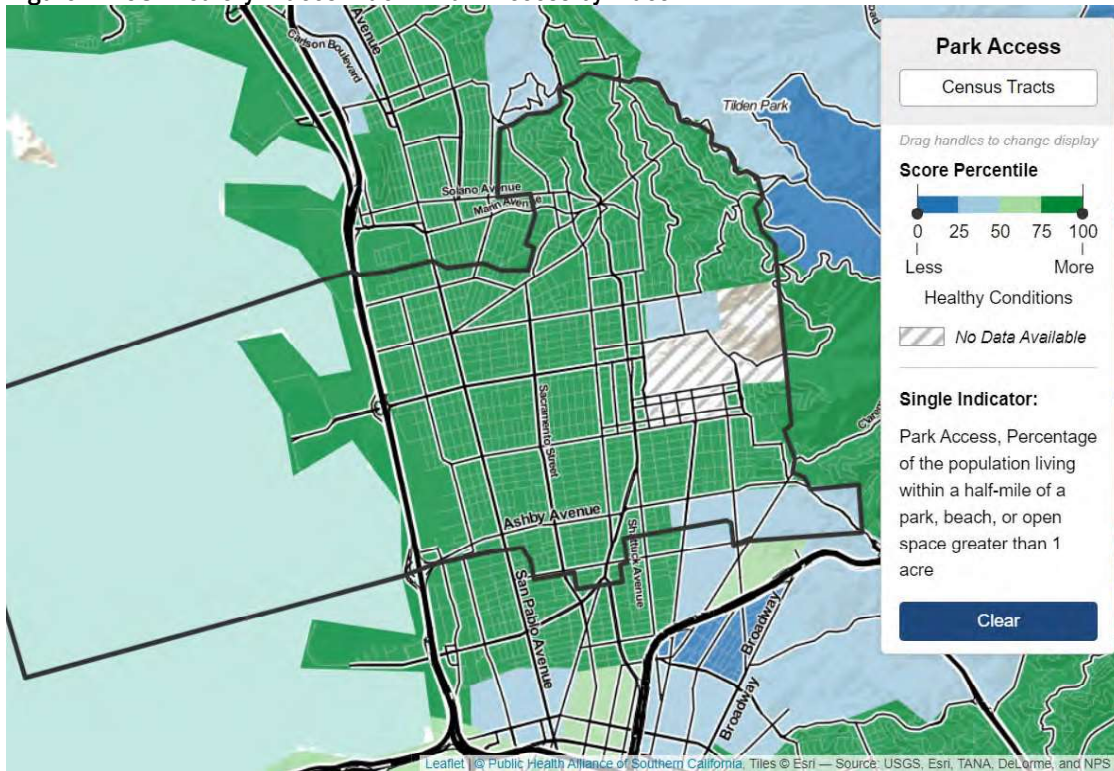 Carlson Boulevard
Avenue
Avenue
Tilden Park
Solano Avenue
Marin Avenue
Sacramento Street
Ashby Avenue
Shattuck Avenue
San Pablo Avenue
Broadway
Broadway
Park Access
Census Tracts
Drag handles to change display
Score Percentile
0 25 50 75 100
Less More
Healthy Conditions
No Data Available
Single Indicator:
Park Access, Percentage
of the population living
within a half-mile of a
park, beach, or open
space greater than 1
acre
Clear
Leaflet | © Public Health Alliance of Southern California, Tiles © Esri — Source: USGS, Esri, TANA, DeLorme, and NPS